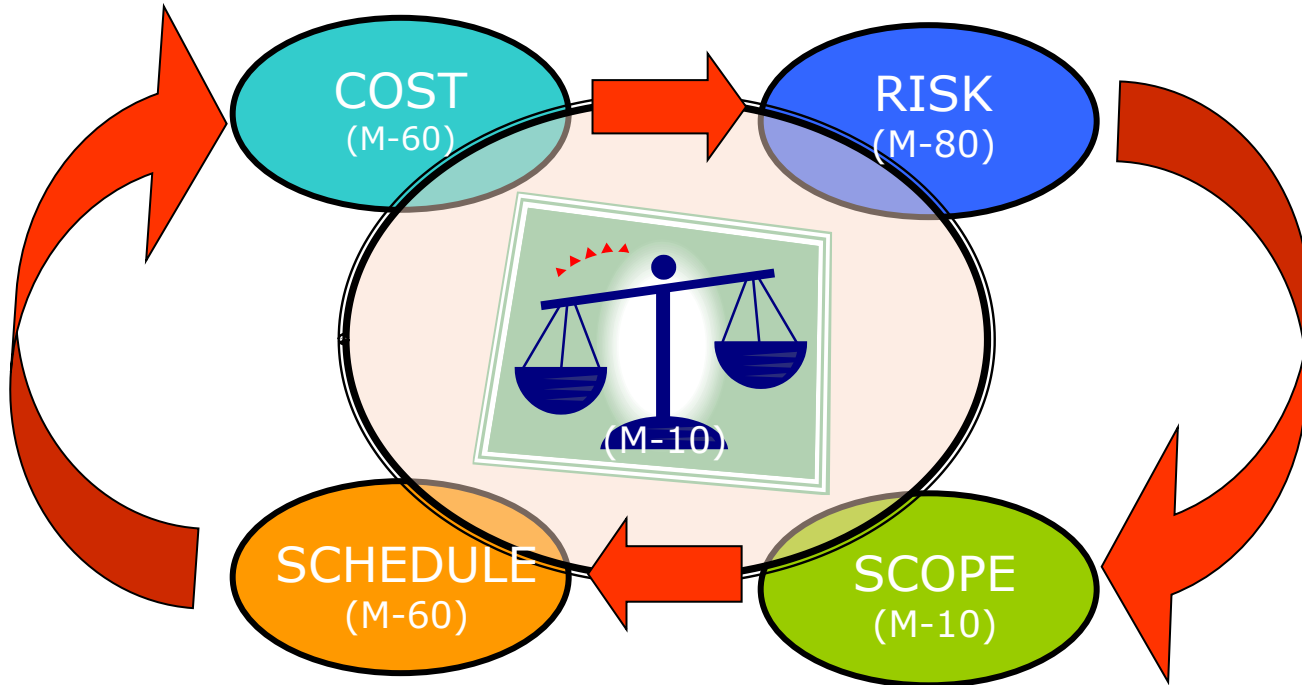 COST
(M-60)
RISK
(M-80)
(M-10)
SCHEDULE
(M-60)
SCOPE
(M-10)